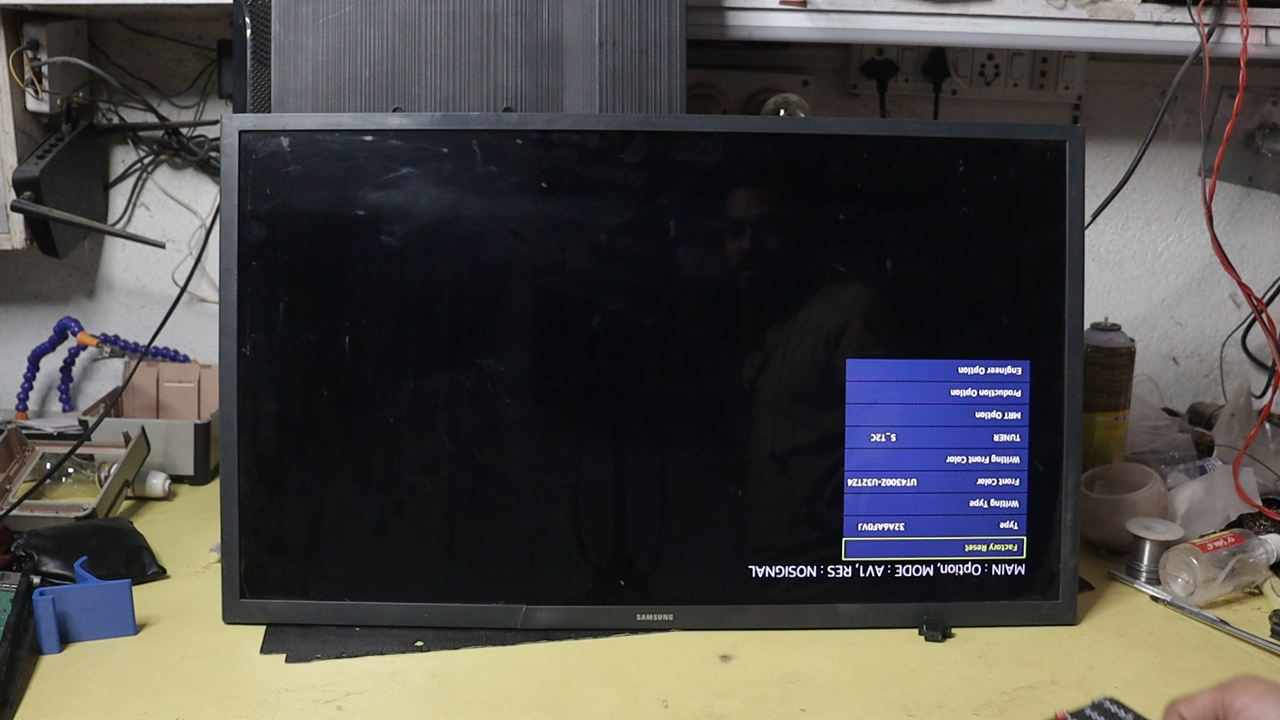 MAIN : Option, MODE : AV1, RES : NOSIGNAL
Factory Reset
Type 32A6AF0VJ
Writing Type
Front Color UT43002-US2TZ4
Writing Front Color
TUNER S_T2C
MRT Option
Production Option
Engineer Option
SAMSUNG